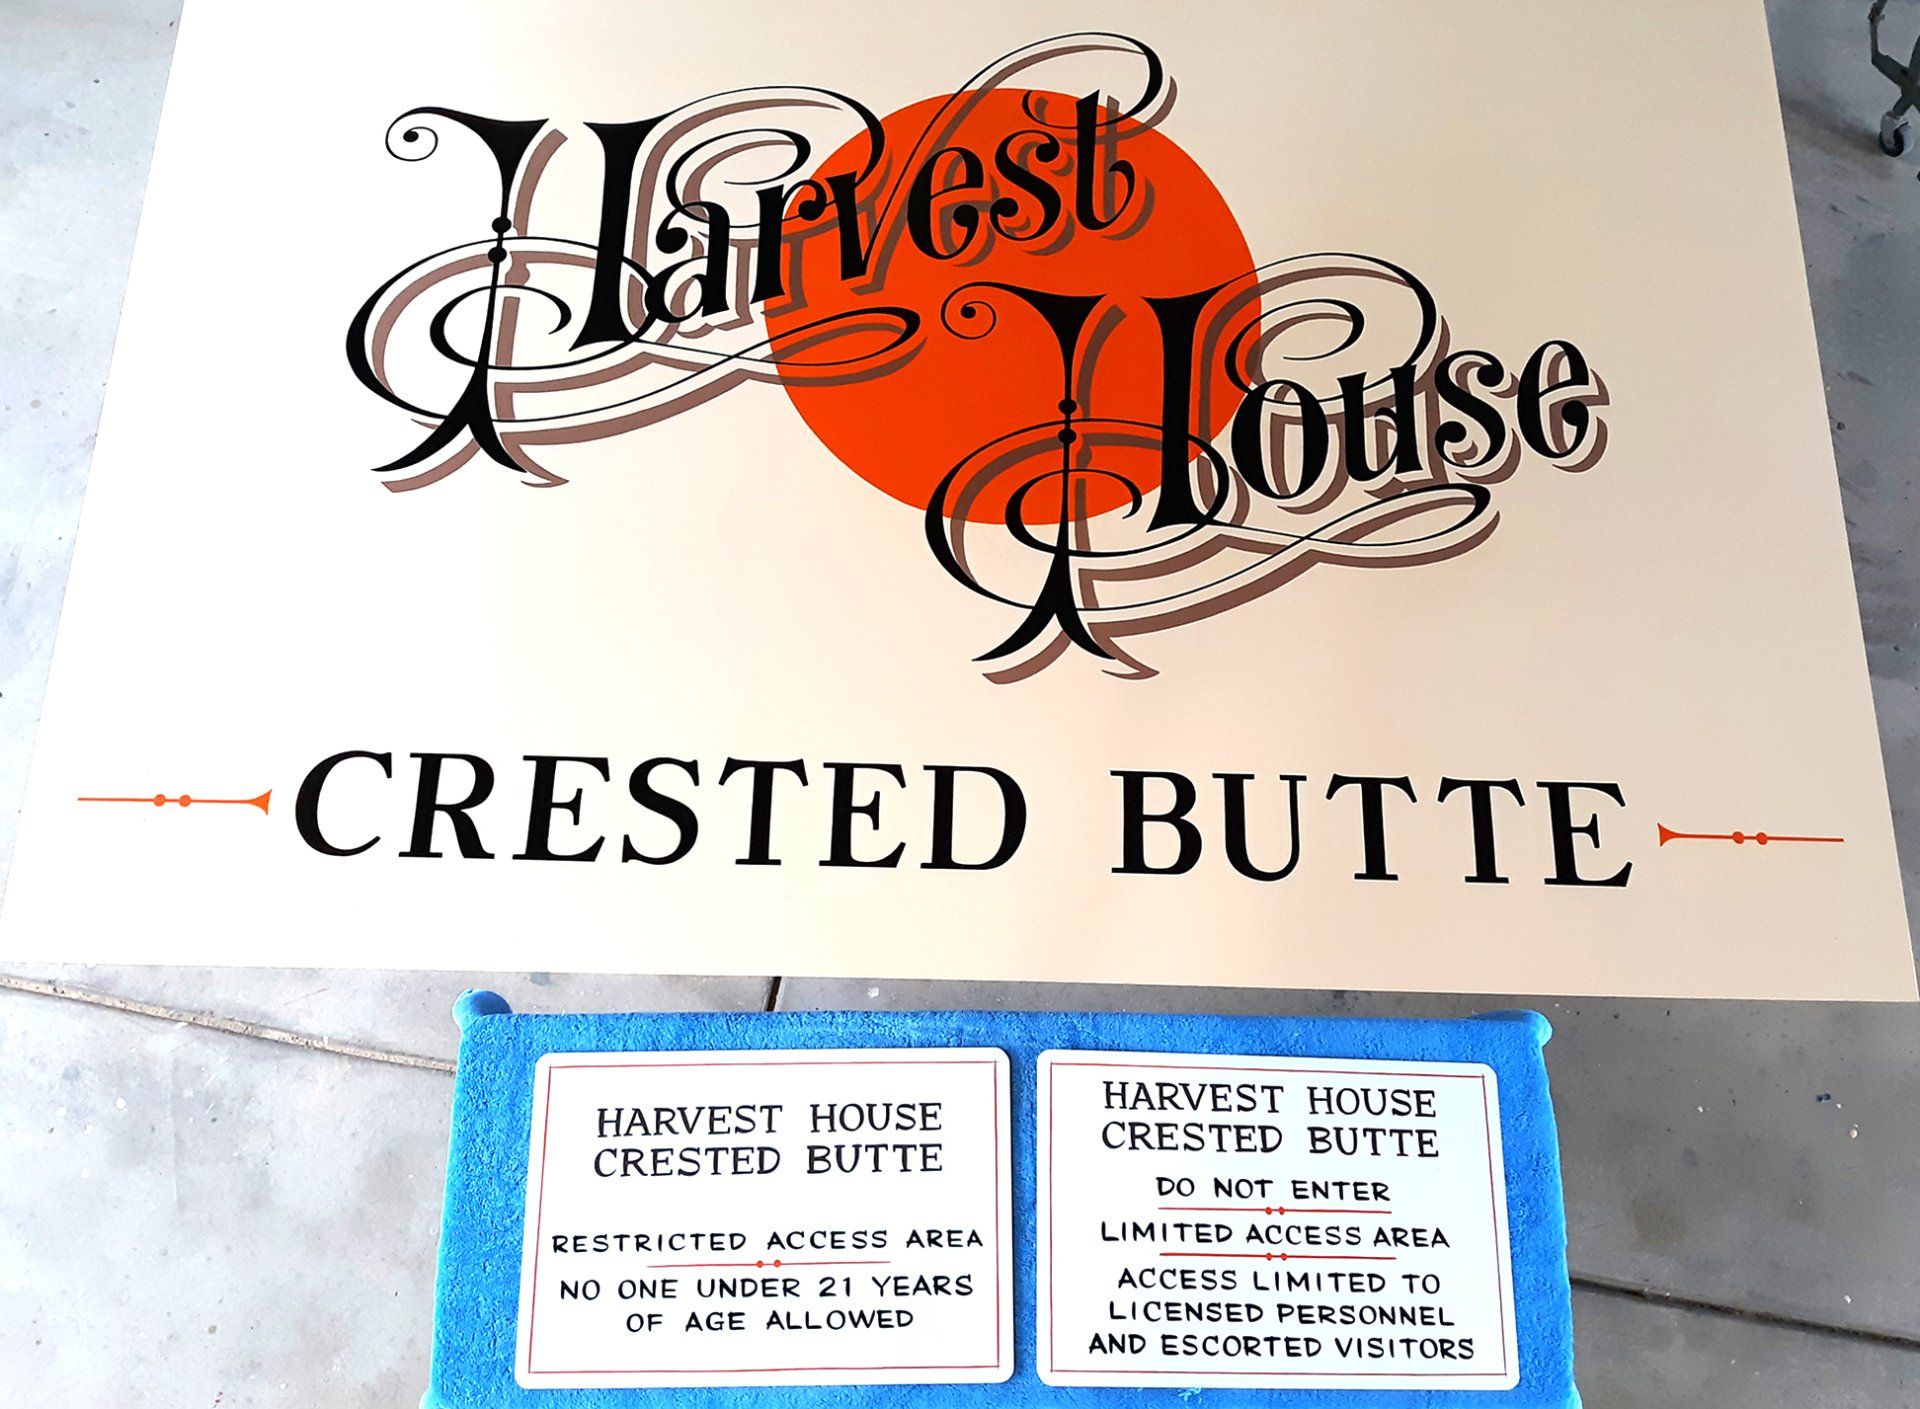 Harvest
House
CRESTED BUTTE
HARVEST HOUSE
CRESTED BUTTE
RESTRICTED ACCESS AREA
NO ONE UNDER 21 YEARS
OF AGE ALLOWED
HARVEST HOUSE
CRESTED BUTTE
DO NOT ENTER
LIMITED ACCESS AREA
ACCESS LIMITED TO
LICENSED PERSONNEL
AND ESCORTED VISITORS